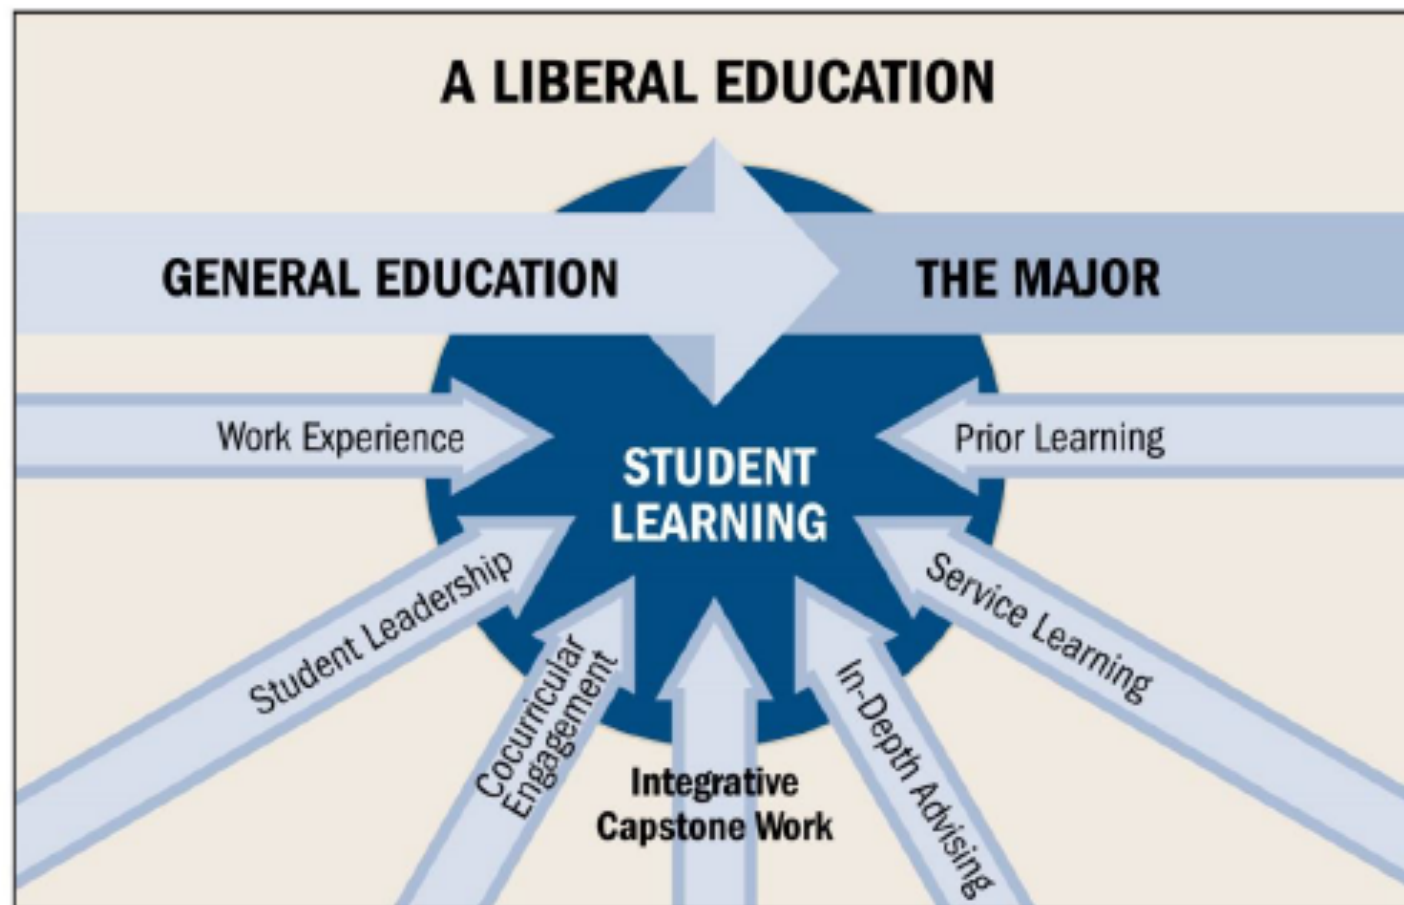 A LIBERAL EDUCATION
GENERAL EDUCATION
THE MAJOR
Work Experience
Prior Learning
STUDENT
LEARNING
Student Leadership
Service Learning
Cocurricular
Engagement
In-Depth Advising
Integrative
Capstone Work